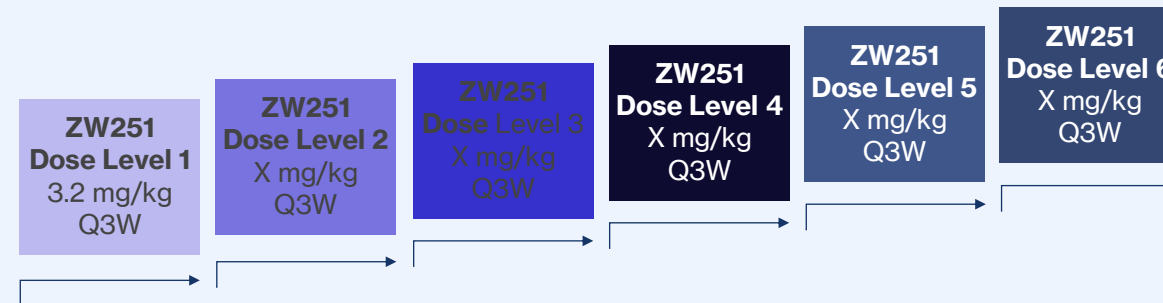 ZW251
Dose Level 1
3.2 mg/kg
Q3W
ZW251
Dose Level 2
X mg/kg
Q3W
ZW251
Dose Level 3
X mg/kg
Q3W
ZW251
Dose Level 4
X mg/kg
Q3W
ZW251
Dose Level 5
X mg/kg
Q3W
ZW251
Dose Level 6
X mg/kg
Q3W